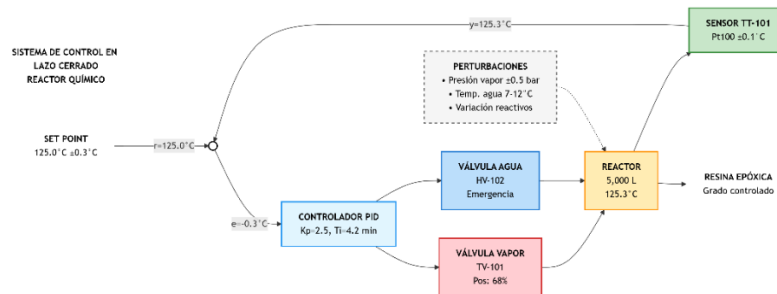 SISTEMA DE CONTROL EN
LAZO CERRADO
REACTOR QUÍMICO
y=125.3°C
SENSOR TT-101
Pt100 ±0.1°C
PERTURBACIONES
• Presión vapor ±0.5 bar
• Temp. agua 7-12°C
• Variación reactivos
SET POINT
125.0°C ±0.3°C
r=125.0°C
VÁLVULA AGUA
HV-102
Emergencia
REACTOR
5,000 L
125.3°C
RESINA EPÓXICA
Grado controlado
e=-0.3°C
CONTROLADOR PID
Kp=2.5, Ti=4.2 min
VÁLVULA VAPOR
TV-101
Pos: 68%